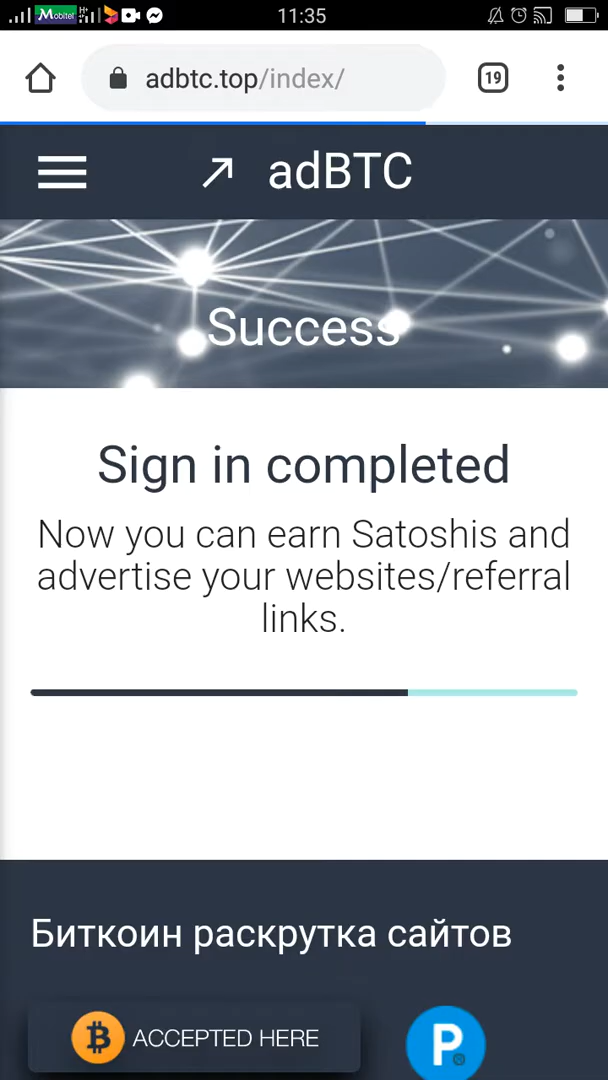 Mobitel 11:35
adbtc.top/index/ 19
adBTC
Success
Sign in completed
Now you can earn Satoshis and
advertise your websites/referral
links.
Биткоин раскрутка сайтов
ACCEPTED HERE
P